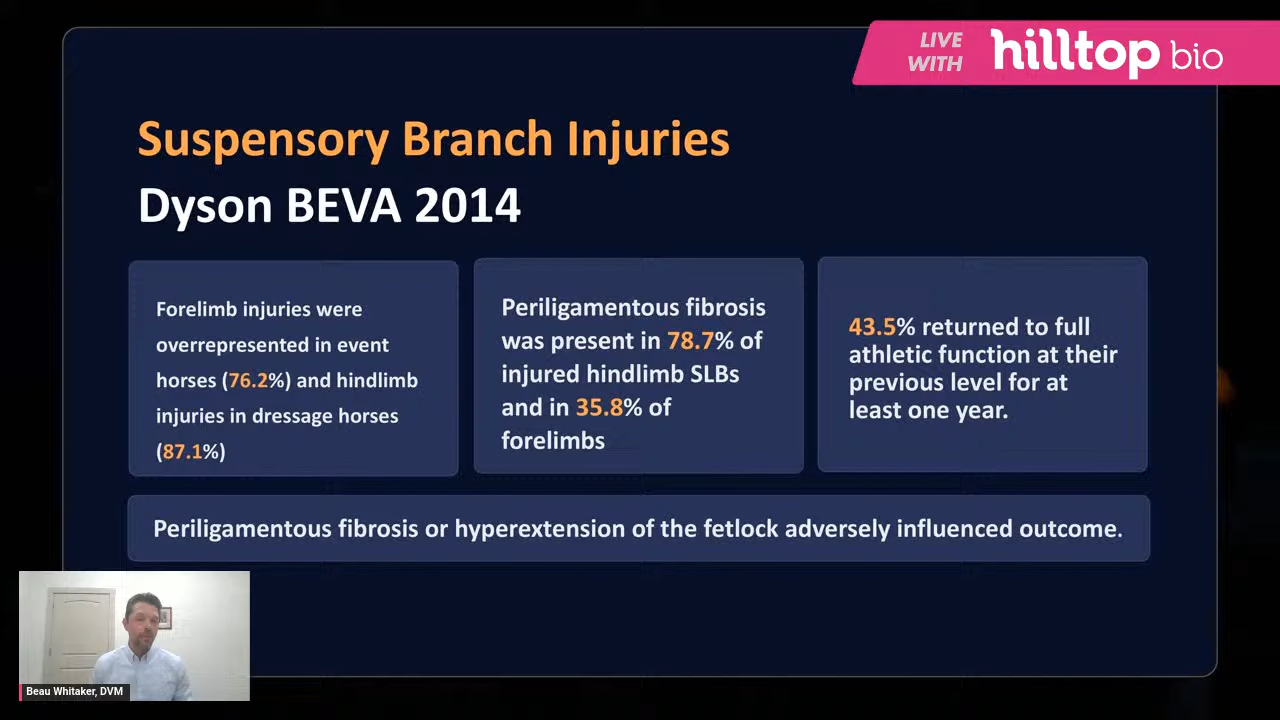 LIVE
WITH
hilltop bio
Suspensory Branch Injuries
Dyson BEVA 2014
Forelimb injuries were
overrepresented in event
horses (76.2%) and hindlimb
injuries in dressage horses
(87.1%)
Periligamentous fibrosis
was present in 78.7% of
injured hindlimb SLBs
and in 35.8% of
forelimbs
43.5% returned to full
athletic function at their
previous level for at
least one year.
Periligamentous fibrosis or hyperextension of the fetlock adversely influenced outcome.
Beau Whitaker, DVM